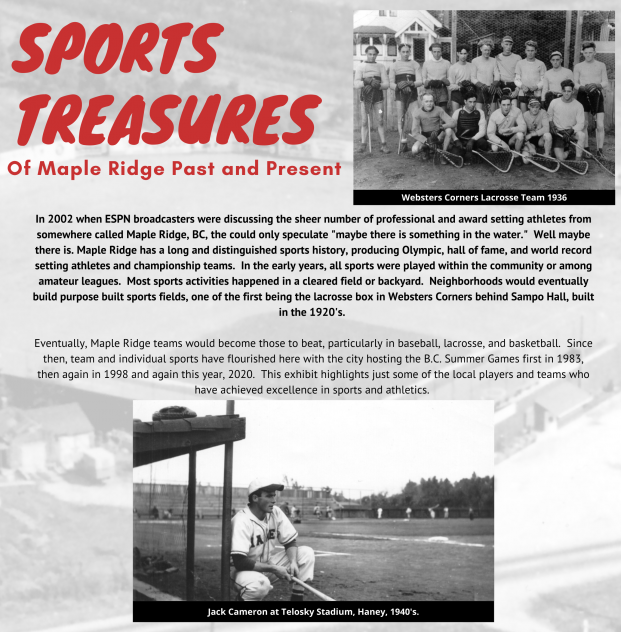 SPORTS
TREASURES
Of Maple Ridge Past and Present
Websters Corners Lacrosse Team 1936
In 2002 when ESPN broadcasters were discussing the sheer number of professional and award setting athletes from
somewhere called Maple Ridge, BC, the could only speculate "maybe there is something in the water." Well maybe
there is. Maple Ridge has a long and distinguished sports history, producing Olympic, hall of fame, and world record
setting athletes and championship teams. In the early years, all sports were played within the community or among
amateur leagues. Most sports activities happened in a cleared field or backyard. Neighborhoods would eventually
build purpose built sports fields, one of the first being the lacrosse box in Websters Corners behind Sampo Hall, built
in the 1920's.
Eventually, Maple Ridge teams would become those to beat, particularly in baseball, lacrosse, and basketball. Since
then, team and individual sports have flourished here with the city hosting the B.C. Summer Games first in 1983,
then again in 1998 and again this year, 2020. This exhibit highlights just some of the local players and teams who
have achieved excellence in sports and athletics.
Jack Cameron at Telosky Stadium, Haney, 1940's.